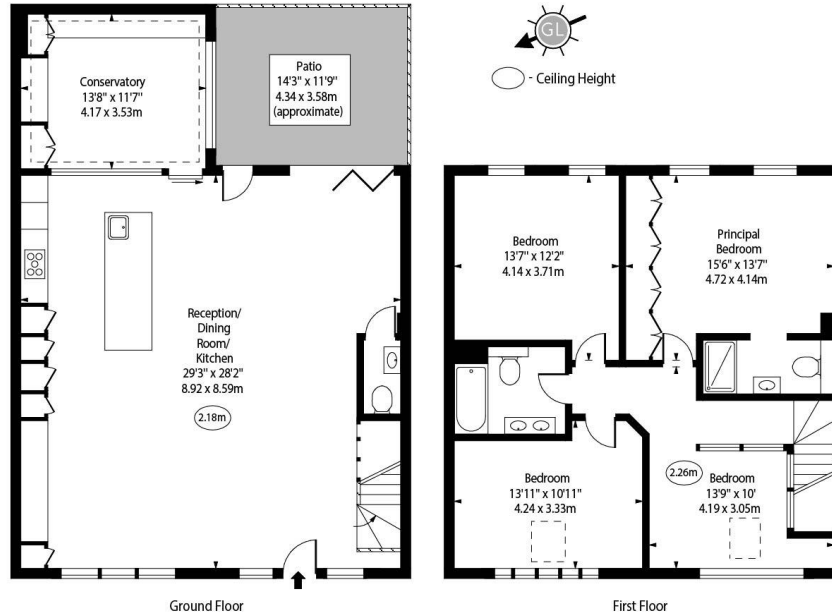 Conservatory
13'8" x 11'7"
4.17 x 3.53m
Patio
14'3" x 11'9"
4.34 x 3.58m
(approximate)
GL
- Ceiling Height
Reception/
Dining
Room/
Kitchen
29'3" x 28'2"
8.92 x 8.59m
2.18m
Ground Floor
Bedroom
13'7" x 12'2"
4.14 x 3.71m
Principal
Bedroom
15'6" x 13'7"
4.72 x 4.14m
Bedroom
13'11" x 10'11"
4.24 x 3.33m
2.26m
Bedroom
13'9" x 10'
4.19 x 3.05m
First Floor